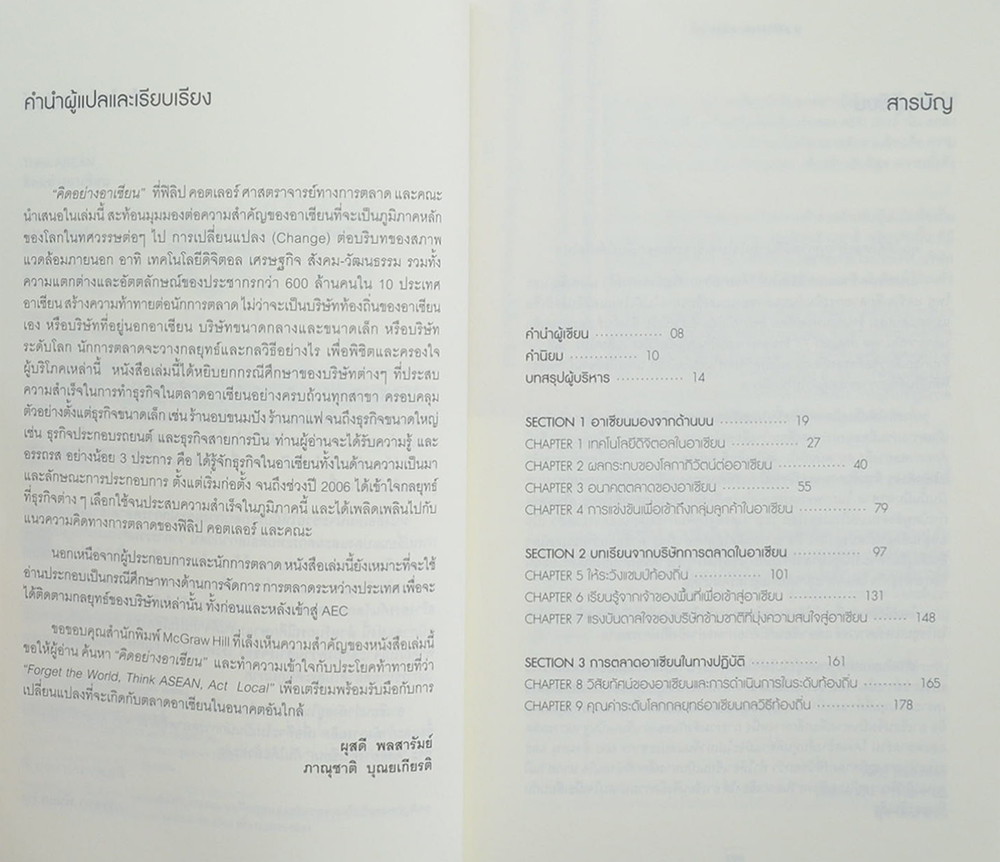 คำนำผู้แปลและเรียบเรียง
"คิดอย่างอาเซียน" ที่ฟิลิป คอตเลอร์ ศาสตราจารย์ทางการตลาด และคณะ
นำเสนอในเล่มนี้ สะท้อนมุมมองต่อความสำคัญของอาเซียนที่จะเป็นภูมิภาคหลัก
ของโลกในทศวรรษต่อๆ ไป การเปลี่ยนแปลง (Change) ต่อบริบทของสภาพ
แวดล้อมภายนอก อาทิ เทคโนโลยีดิจิตอล เศรษฐกิจ สังคม-วัฒนธรรม รวมทั้ง
ความแตกต่างและอัตตลักษณ์ของประชากรกว่า 600 ล้านคนใน 10 ประเทศ
อาเซียน สร้างความท้าทายต่อนักการตลาด ไม่ว่าจะเป็นบริษัทท้องถิ่นของอาเซียน
เอง หรือบริษัทที่อยู่นอกอาเซียน บริษัทขนาดกลางและขนาดเล็ก หรือบริษัท
ระดับโลก นักการตลาดจะวางกลยุทธ์และกลวิธีอย่างไร เพื่อพิชิตและครองใจ
ผู้บริโภคเหล่านี้ หนังสือเล่มนี้ได้หยิบยกกรณีศึกษาของบริษัทต่างๆ ที่ประสบ
ความสำเร็จในการทำธุรกิจในตลาดอาเซียนอย่างครบถ้วนทุกสาขา ครอบคลุม
ตัวอย่างตั้งแต่ธุรกิจขนาดเล็ก เช่น ร้านอบขนมปัง ร้านกาแฟ จนถึงธุรกิจขนาดใหญ่
เช่น ธุรกิจประกอบรถยนต์ และธุรกิจสายการบิน ท่านผู้อ่านจะได้รับความรู้ และ
อรรถรส อย่างน้อย 3 ประการ คือ ได้รู้จักธุรกิจในอาเซียนทั้งในด้านความเป็นมา
และลักษณะการประกอบการ ตั้งแต่เริ่มก่อตั้ง จนถึงช่วงปี 2006 ได้เข้าใจกลยุทธ์
ที่ธุรกิจต่าง ๆ เลือกใช้จนประสบความสำเร็จในภูมิภาคนี้ และได้เพลิดเพลินไปกับ
แนวความคิดทางการตลาดของฟิลิป คอตเลอร์ และคณะ
นอกเหนือจากผู้ประกอบการและนักการตลาด หนังสือเล่มนี้ยังเหมาะที่จะใช้
อ่านประกอบเป็นกรณีศึกษาทางด้านการจัดการ การตลาดระหว่างประเทศ เพื่อจะ
ได้ติดตามกลยุทธ์ของบริษัทเหล่านั้น ทั้งก่อนและหลังเข้าสู่ AEC
ขอขอบคุณสำนักพิมพ์ McGraw Hill ที่เล็งเห็นความสำคัญของหนังสือเล่มนี้
ขอให้ผู้อ่าน ค้นหา "คิดอย่างอาเซียน" และทำความเข้าใจกับประโยคท้าทายที่ว่า
"Forget the World, Think ASEAN, Act Local" เพื่อเตรียมพร้อมรับมือกับการ
เปลี่ยนแปลงที่จะเกิดกับตลาดอาเซียนในอนาคตอันใกล้
ผุสดี พลสารัมย์
ภาณุชาติ บุณยเกียรติ
สารบัญ
คำนำผู้เขียน ............. 08
คำนิยม ............. 10
บทสรุปผู้บริหาร ............. 14
SECTION 1 อาเซียนมองจากด้านบน ............. 19
CHAPTER 1 เทคโนโลยีดิจิตอลในอาเซียน ............. 27
CHAPTER 2 ผลกระทบของโลกาภิวัตน์ต่ออาเซียน ............. 40
CHAPTER 3 อนาคตตลาดของอาเซียน ............. 55
CHAPTER 4 การแข่งขันเพื่อเข้าถึงกลุ่มลูกค้าในอาเซียน ............. 79
SECTION 2 บทเรียนจากบริษัทการตลาดในอาเซียน ............. 97
CHAPTER 5 ให้ระวังแชมป์ท้องถิ่น ............. 101
CHAPTER 6 เรียนรู้จากเจ้าของพื้นที่เพื่อเข้าสู่อาเซียน ............. 131
CHAPTER 7 แรงบันดาลใจของบริษัทข้ามชาติที่มุ่งความสนใจสู่อาเซียน ....... 148
SECTION 3 การตลาดอาเซียนในทางปฏิบัติ ............. 161
CHAPTER 8 วิสัยทัศน์ของอาเซียนและการดำเนินการในระดับท้องถิ่น ............ 165
CHAPTER 9 คุณค่าระดับโลกกลยุทธ์อาเซียนกลวิธีท้องถิ่น ............. 178